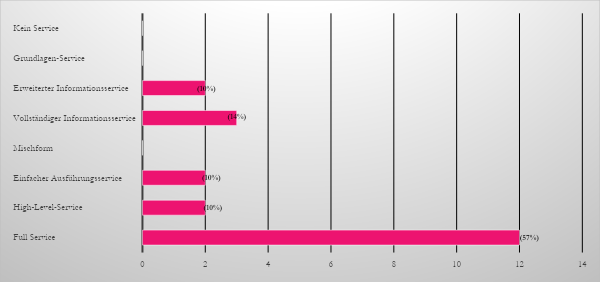 Kein Service
Grundlagen-Service
Erweiterter Informationsservice (10%)
Vollständiger Informationsservice (14%)
Mischform
Einfacher Ausführungsservice (10%)
High-Level-Service (10%)
Full Service (57%)
0 2 4 6 8 10 12 14